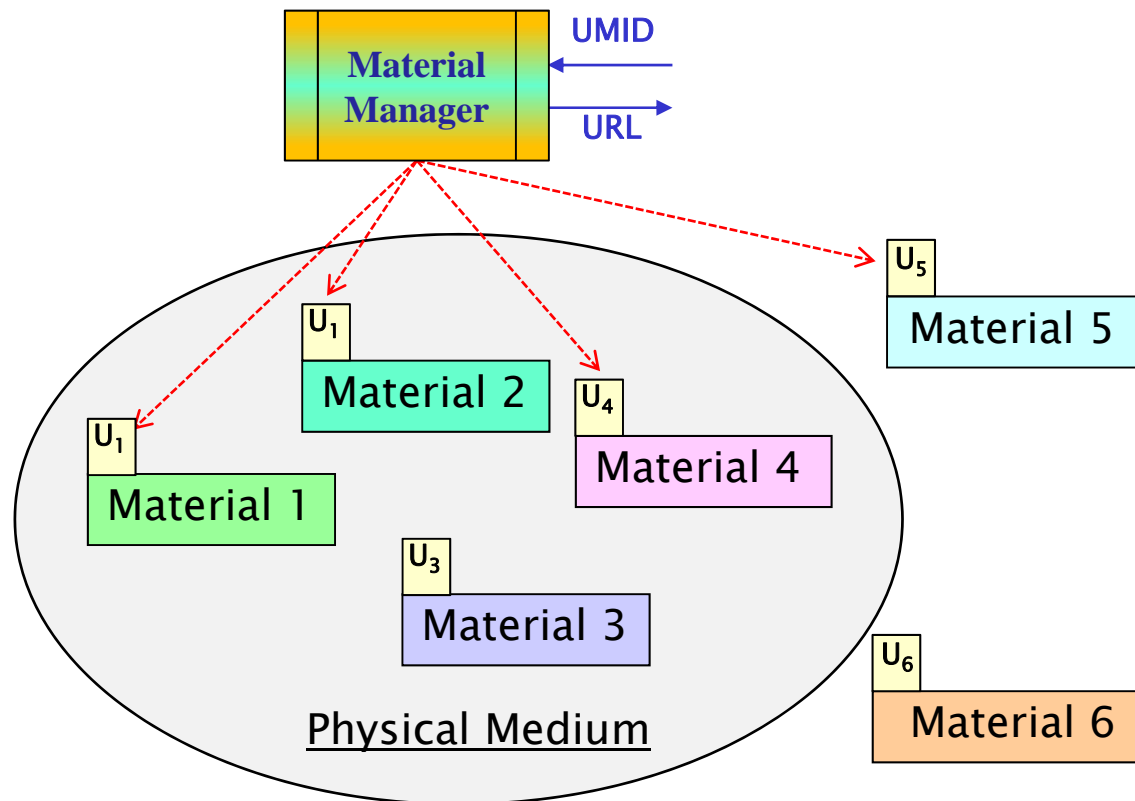 UMID
Material
Manager
URL
U₅
Material 5
U₁
Material 2
U₄
Material 4
U₁
Material 1
U₃
Material 3
U₆
Material 6
Physical Medium